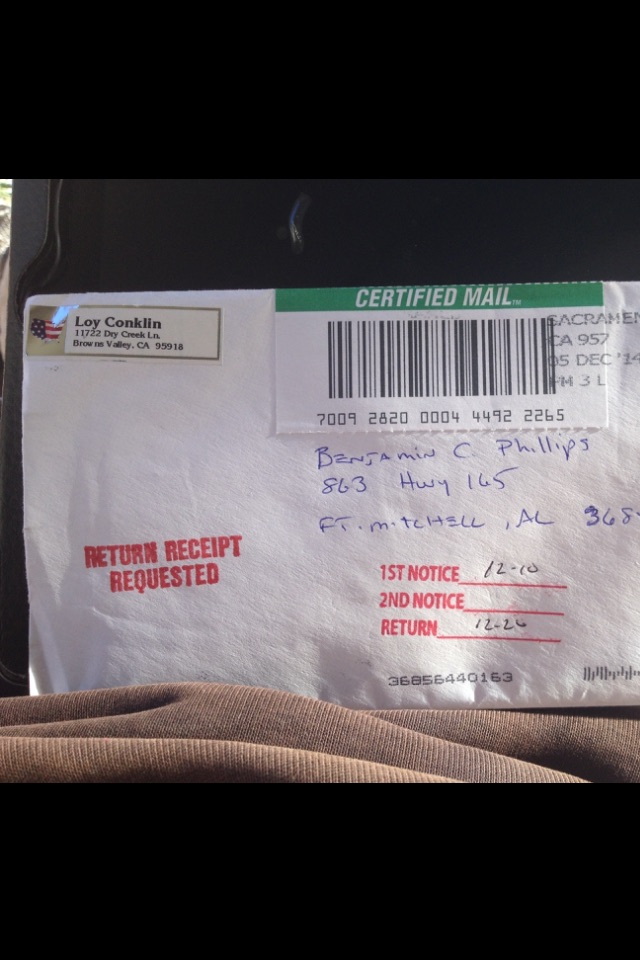 CERTIFIED MAIL™
Loy Conklin
11722 Dry Creek Ln.
Browns Valley, CA 95918
SACRAMEN
CA 957
05 DEC '14
PM 3 L
7009 2820 0004 4492 2265
BENJAMIN C Phillips
863 Hwy 165
FT. MITCHELL, AL 368
RETURN RECEIPT
REQUESTED
1ST NOTICE 12-10
2ND NOTICE
RETURN 12-26
36856440163